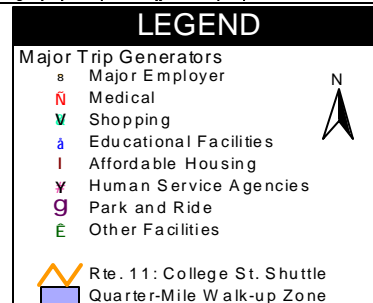 LEGEND
Major Trip Generators
N
8 Major Employer
Ñ Medical
V Shopping
å Educational Facilities
I Affordable Housing
¥ Human Service Agencies
g Park and Ride
Ê Other Facilities
Rte. 11: College St. Shuttle
Quarter-Mile Walk-up Zone